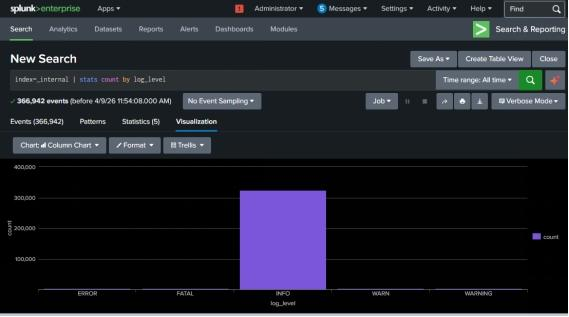 splunk>enterprise Apps ▾ ! Administrator ▾ 5 Messages ▾ Settings ▾ Activity ▾ Help ▾ Find
Search Analytics Datasets Reports Alerts Dashboards Modules > Search & Reporting
New Search Save As ▾ Create Table View Close
index=_internal | stats count by log_level Time range: All time ▾
✓ 366,942 events (before 4/9/26 11:54:08.000 AM) No Event Sampling ▾ Job ▾ Verbose Mode ▾
Events (366,942) Patterns Statistics (5) Visualization
Chart: Column Chart ▾ Format ▾ Trellis ▾
400,000
300,000
200,000
100,000
count
ERROR FATAL INFO WARN WARNING
log_level
count